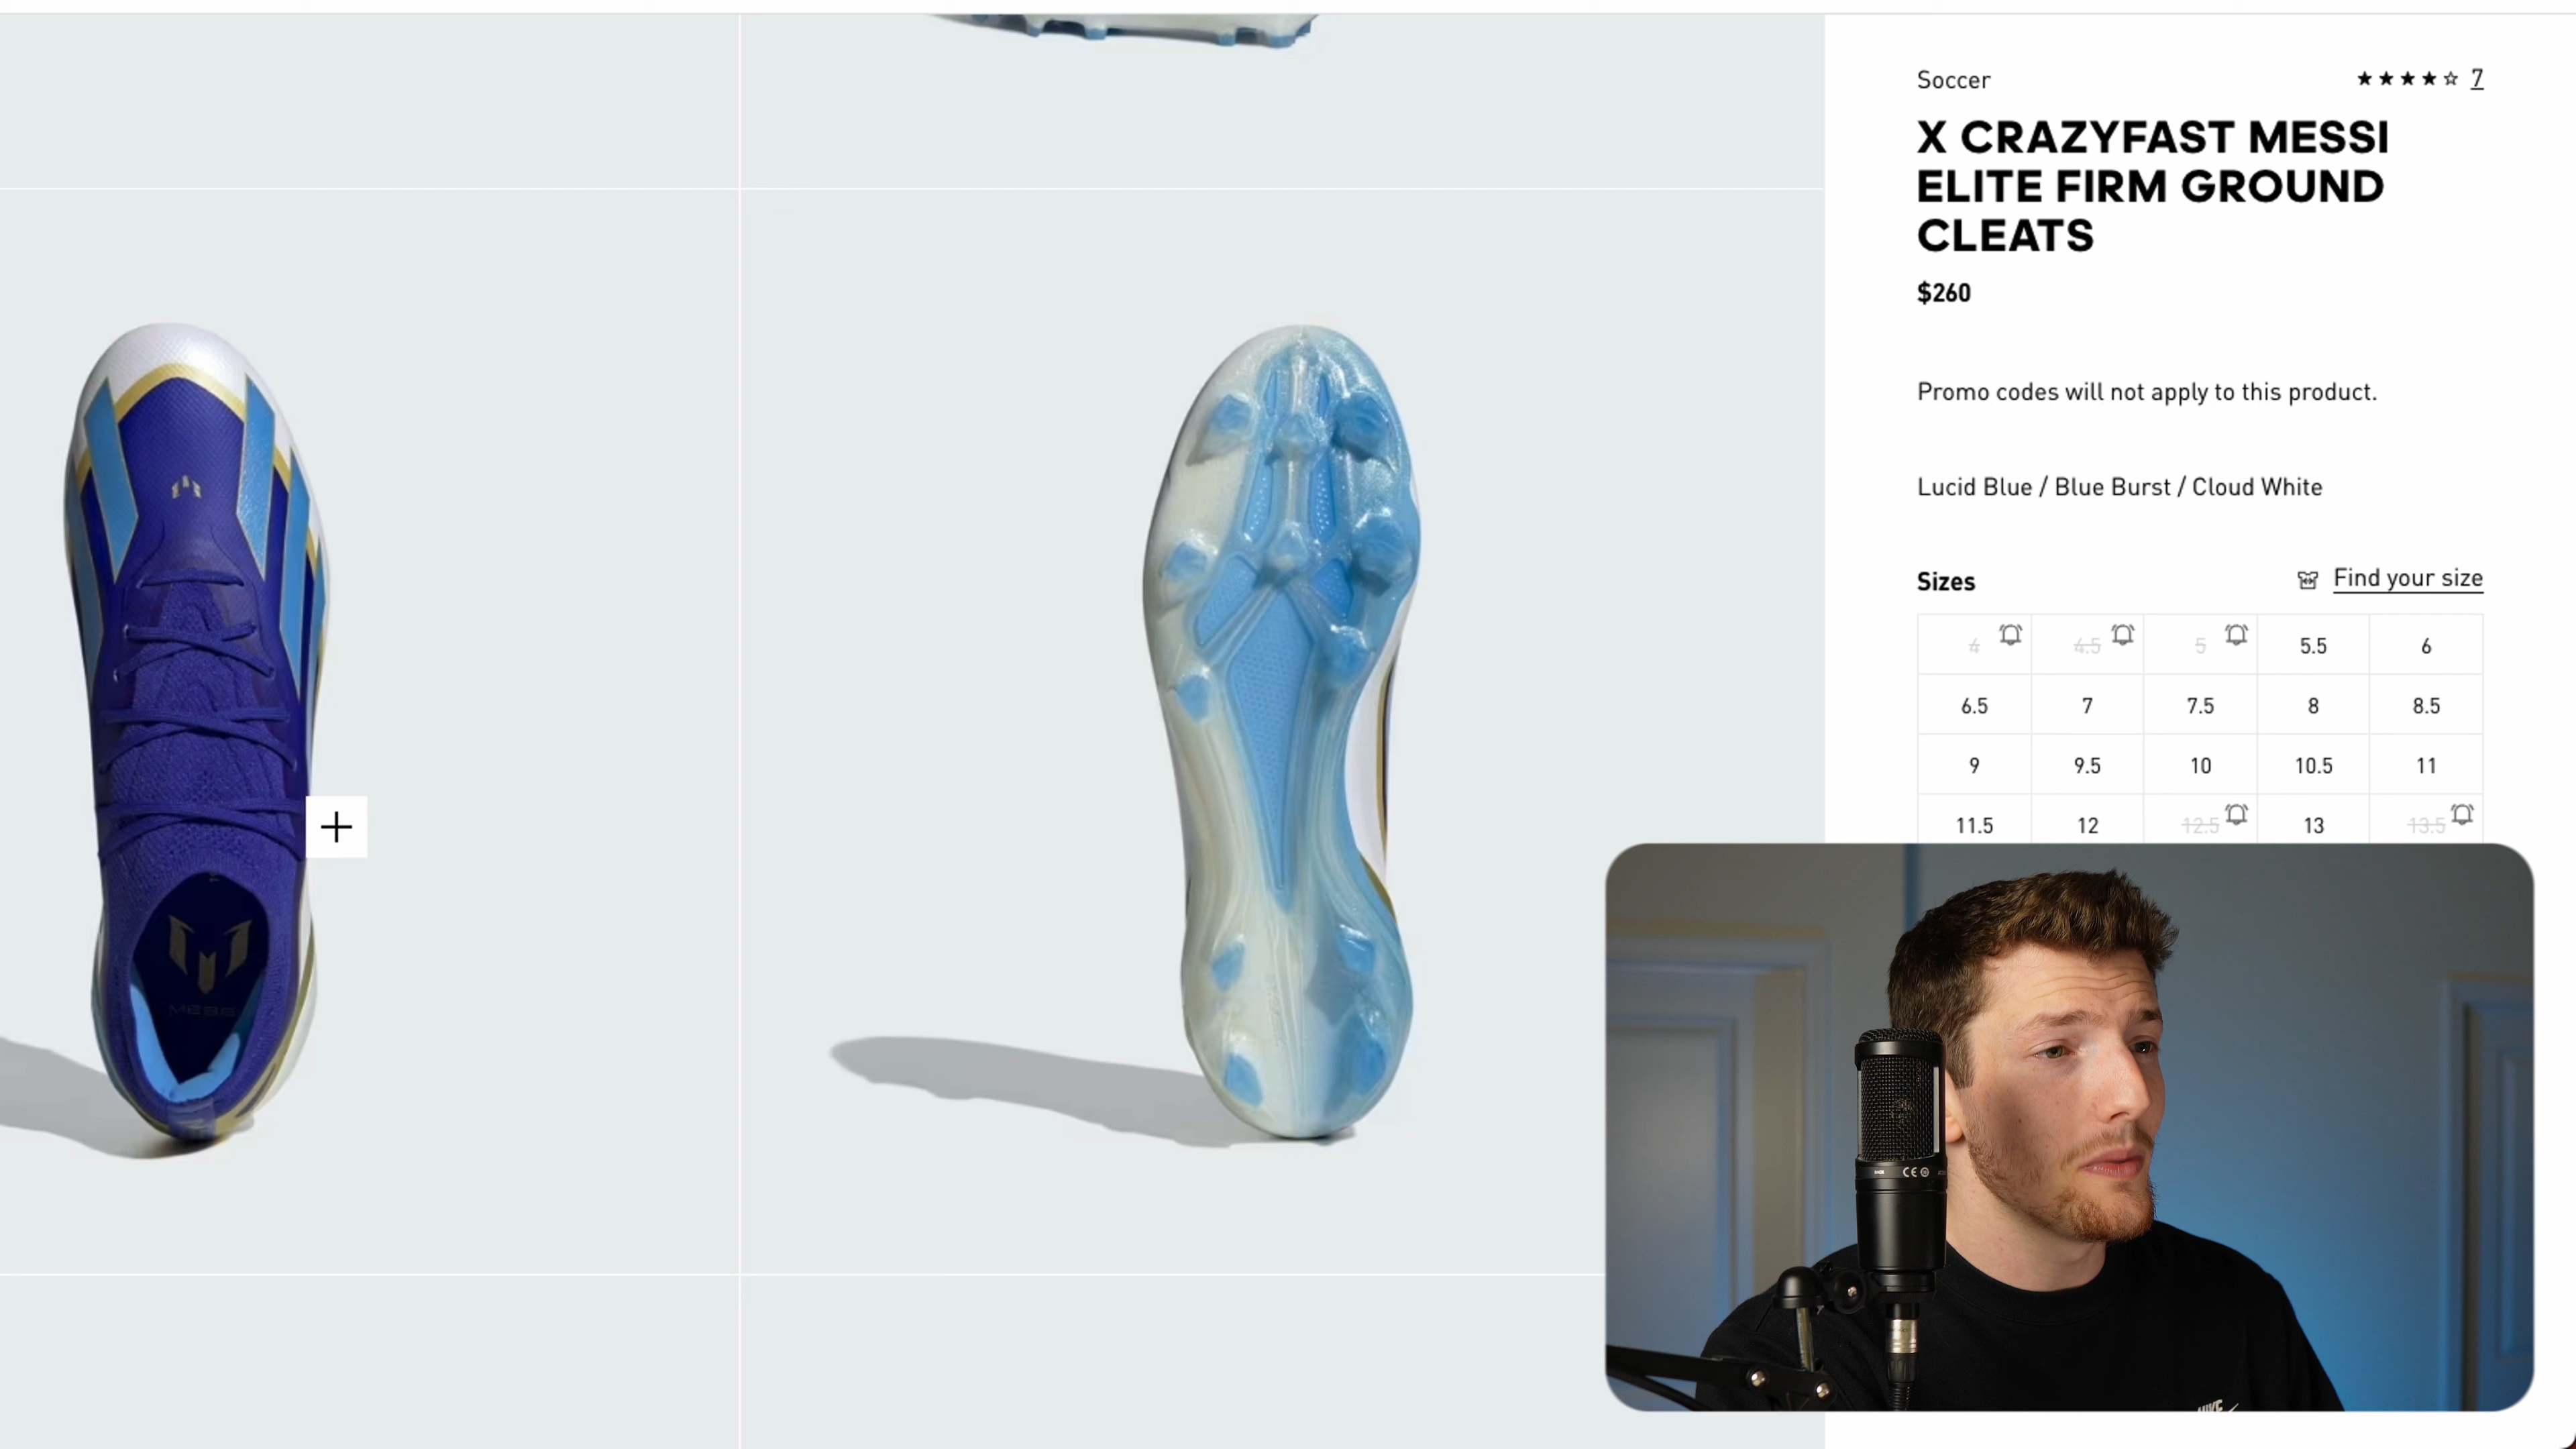 Soccer
7
X CRAZYFAST MESSI
ELITE FIRM GROUND
CLEATS
$260
Promo codes will not apply to this product.
Lucid Blue / Blue Burst / Cloud White
Sizes
Find your size
4 4.5 5 5.5 6
6.5 7 7.5 8 8.5
9 9.5 10 10.5 11
11.5 12 12.5 13 13.5
MESSI
CE
NIKE